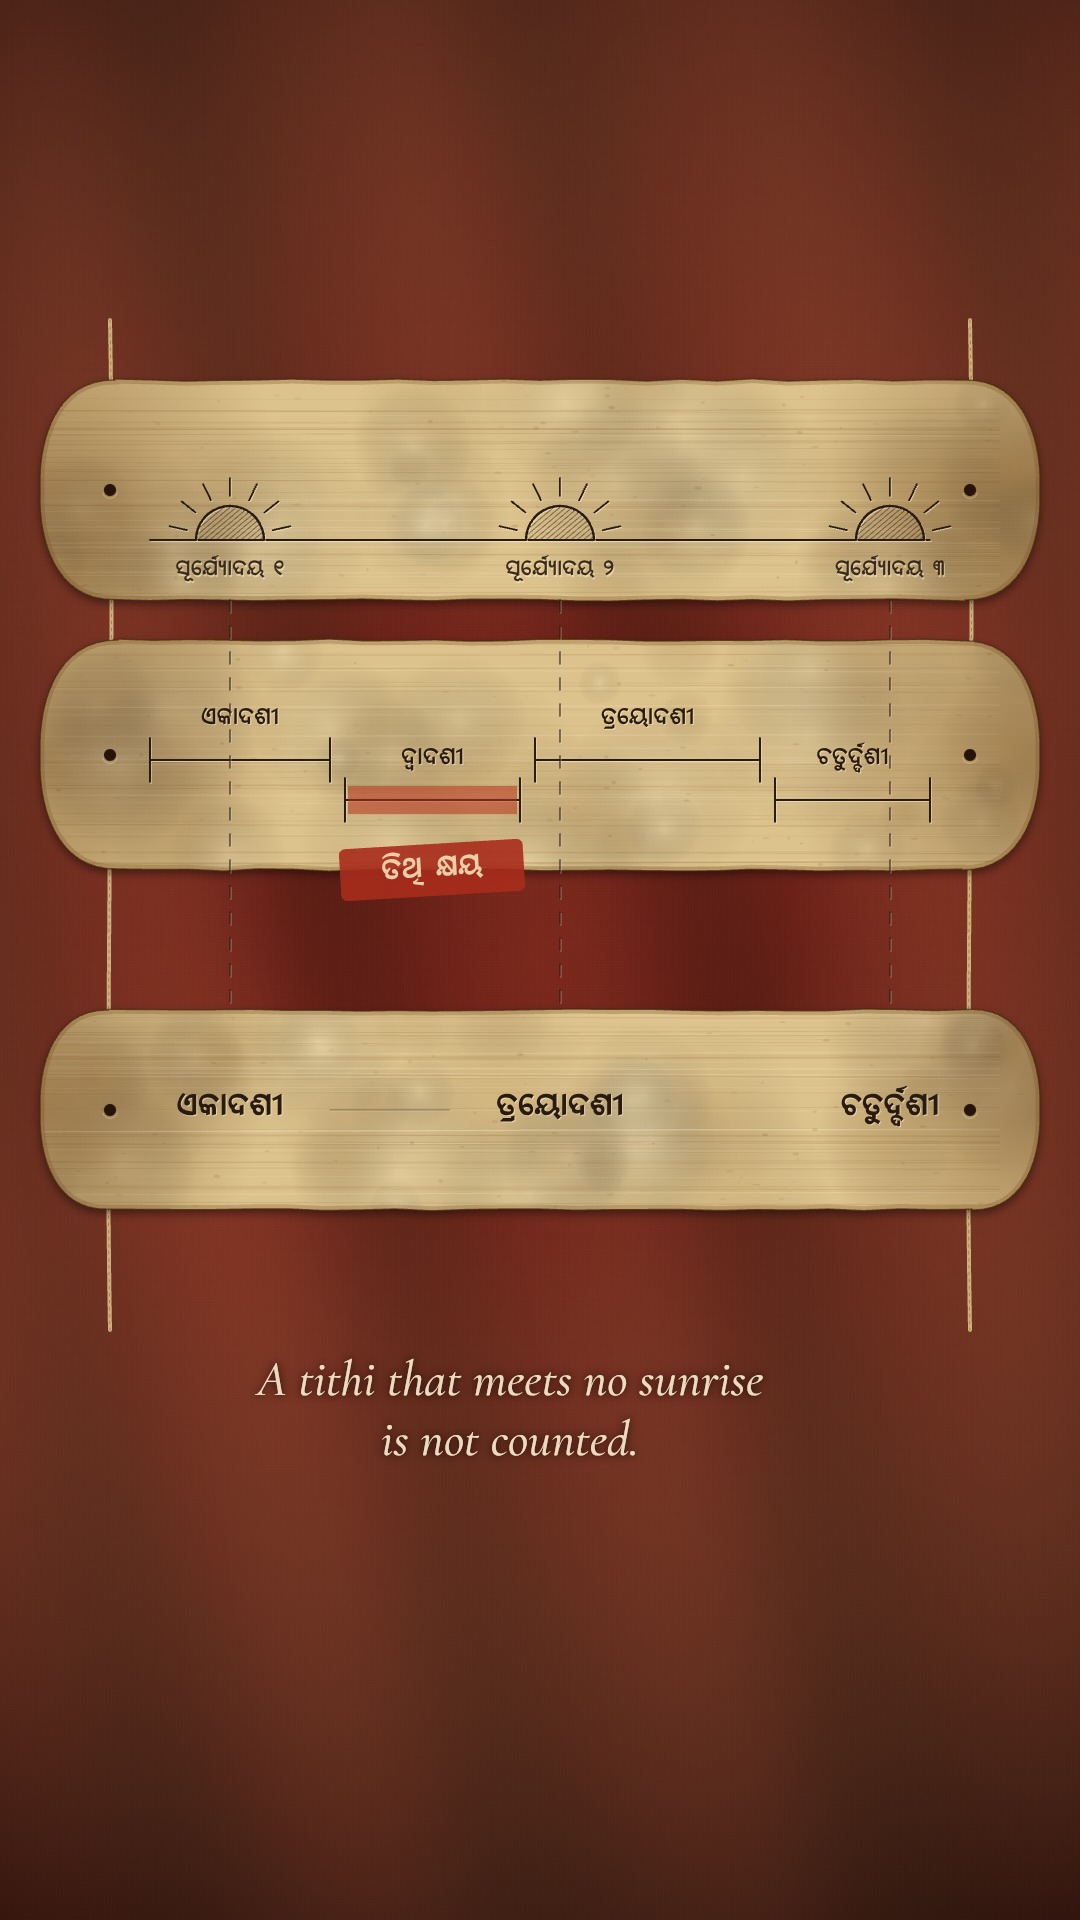 ସୂର୍ଯ୍ୟୋଦୟ ୧ ସୂର୍ଯ୍ୟୋଦୟ ୨ ସୂର୍ଯ୍ୟୋଦୟ ୩
ଏକାଦଶୀ ତ୍ରୟୋଦଶୀ
ଦ୍ୱାଦଶୀ ଚତୁର୍ଦ୍ଦଶୀ
ତିଥି କ୍ଷୟ
ଏକାଦଶୀ ତ୍ରୟୋଦଶୀ ଚତୁର୍ଦ୍ଦଶୀ
A tithi that meets no sunrise
is not counted.